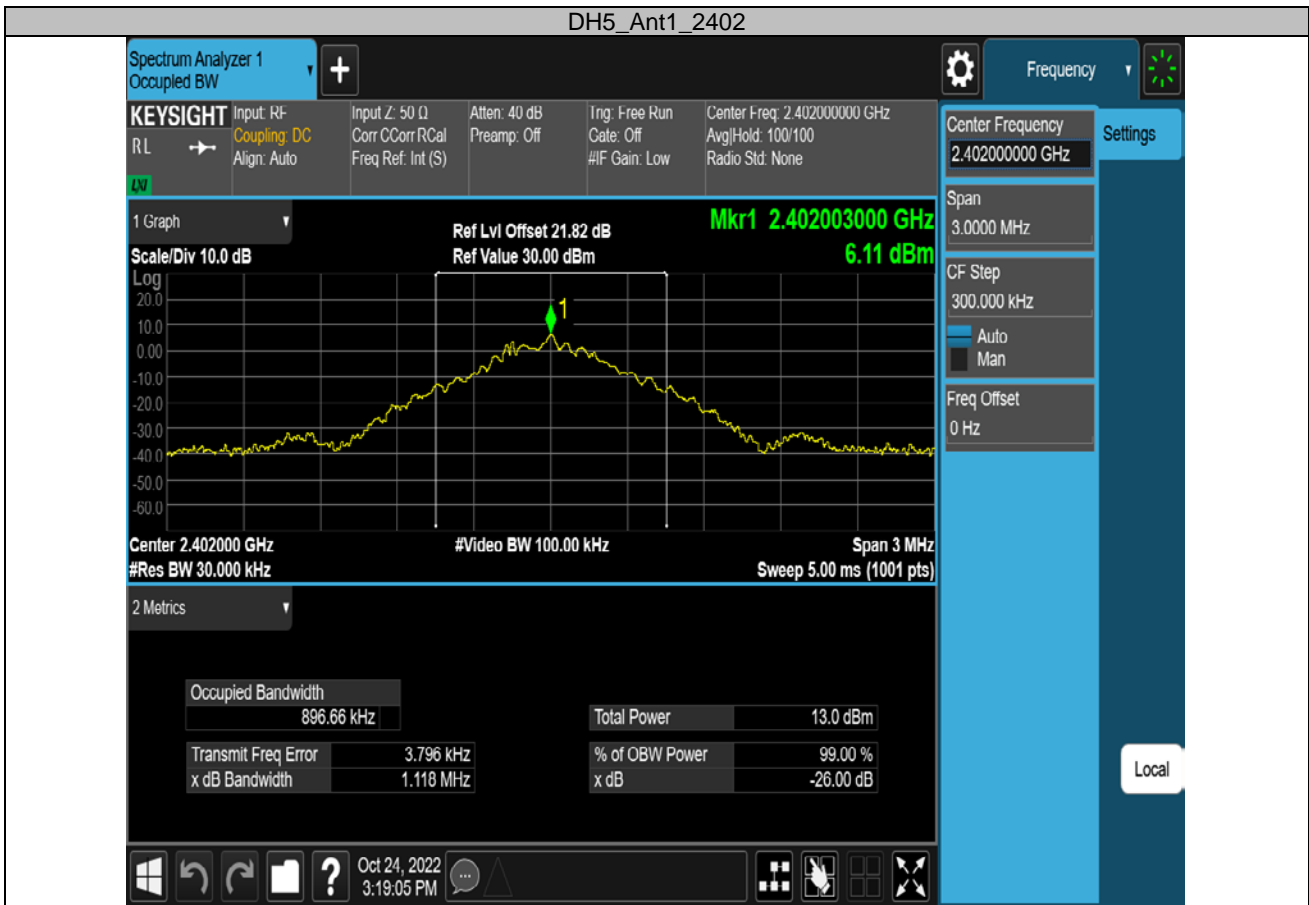 DH5_Ant1_2402
Spectrum Analyzer 1
Occupied BW
+
Frequency
KEYSIGHT
RL
LXI
Input: RF
Coupling: DC
Align: Auto
Input Z: 50 Ω
Corr CCorr RCal
Freq Ref: Int (S)
Atten: 40 dB
Preamp: Off
Trig: Free Run
Gate: Off
#IF Gain: Low
Center Freq: 2.402000000 GHz
Avg|Hold: 100/100
Radio Std: None
Center Frequency
2.402000000 GHz
Settings
Span
3.0000 MHz
CF Step
300.000 kHz
Auto
Man
Freq Offset
0 Hz
Local
1 Graph
Scale/Div 10.0 dB
Ref Lvl Offset 21.82 dB
Ref Value 30.00 dBm
Mkr1 2.402003000 GHz
6.11 dBm
Log
20.0
10.0
0.00
-10.0
-20.0
-30.0
-40.0
-50.0
-60.0
1
Center 2.402000 GHz
#Res BW 30.000 kHz
#Video BW 100.00 kHz
Span 3 MHz
Sweep 5.00 ms (1001 pts)
2 Metrics
Occupied Bandwidth
896.66 kHz
Total Power 13.0 dBm
Transmit Freq Error 3.796 kHz
% of OBW Power 99.00 %
x dB Bandwidth 1.118 MHz
x dB -26.00 dB
?
Oct 24, 2022
3:19:05 PM